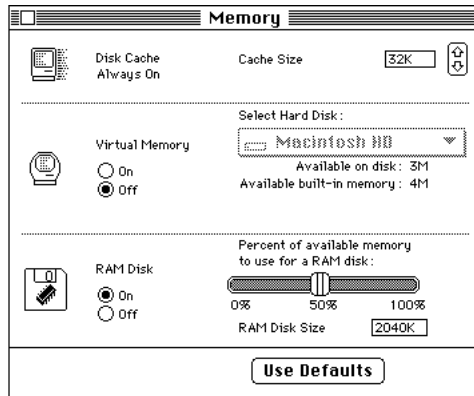 Memory
Disk Cache
Always On
Cache Size
32K
Select Hard Disk:
Macintosh HD
Virtual Memory
On
Off
Available on disk: 3M
Available built-in memory: 4M
Percent of available memory
to use for a RAM disk:
RAM Disk
On
Off
0% 50% 100%
RAM Disk Size
2040K
Use Defaults